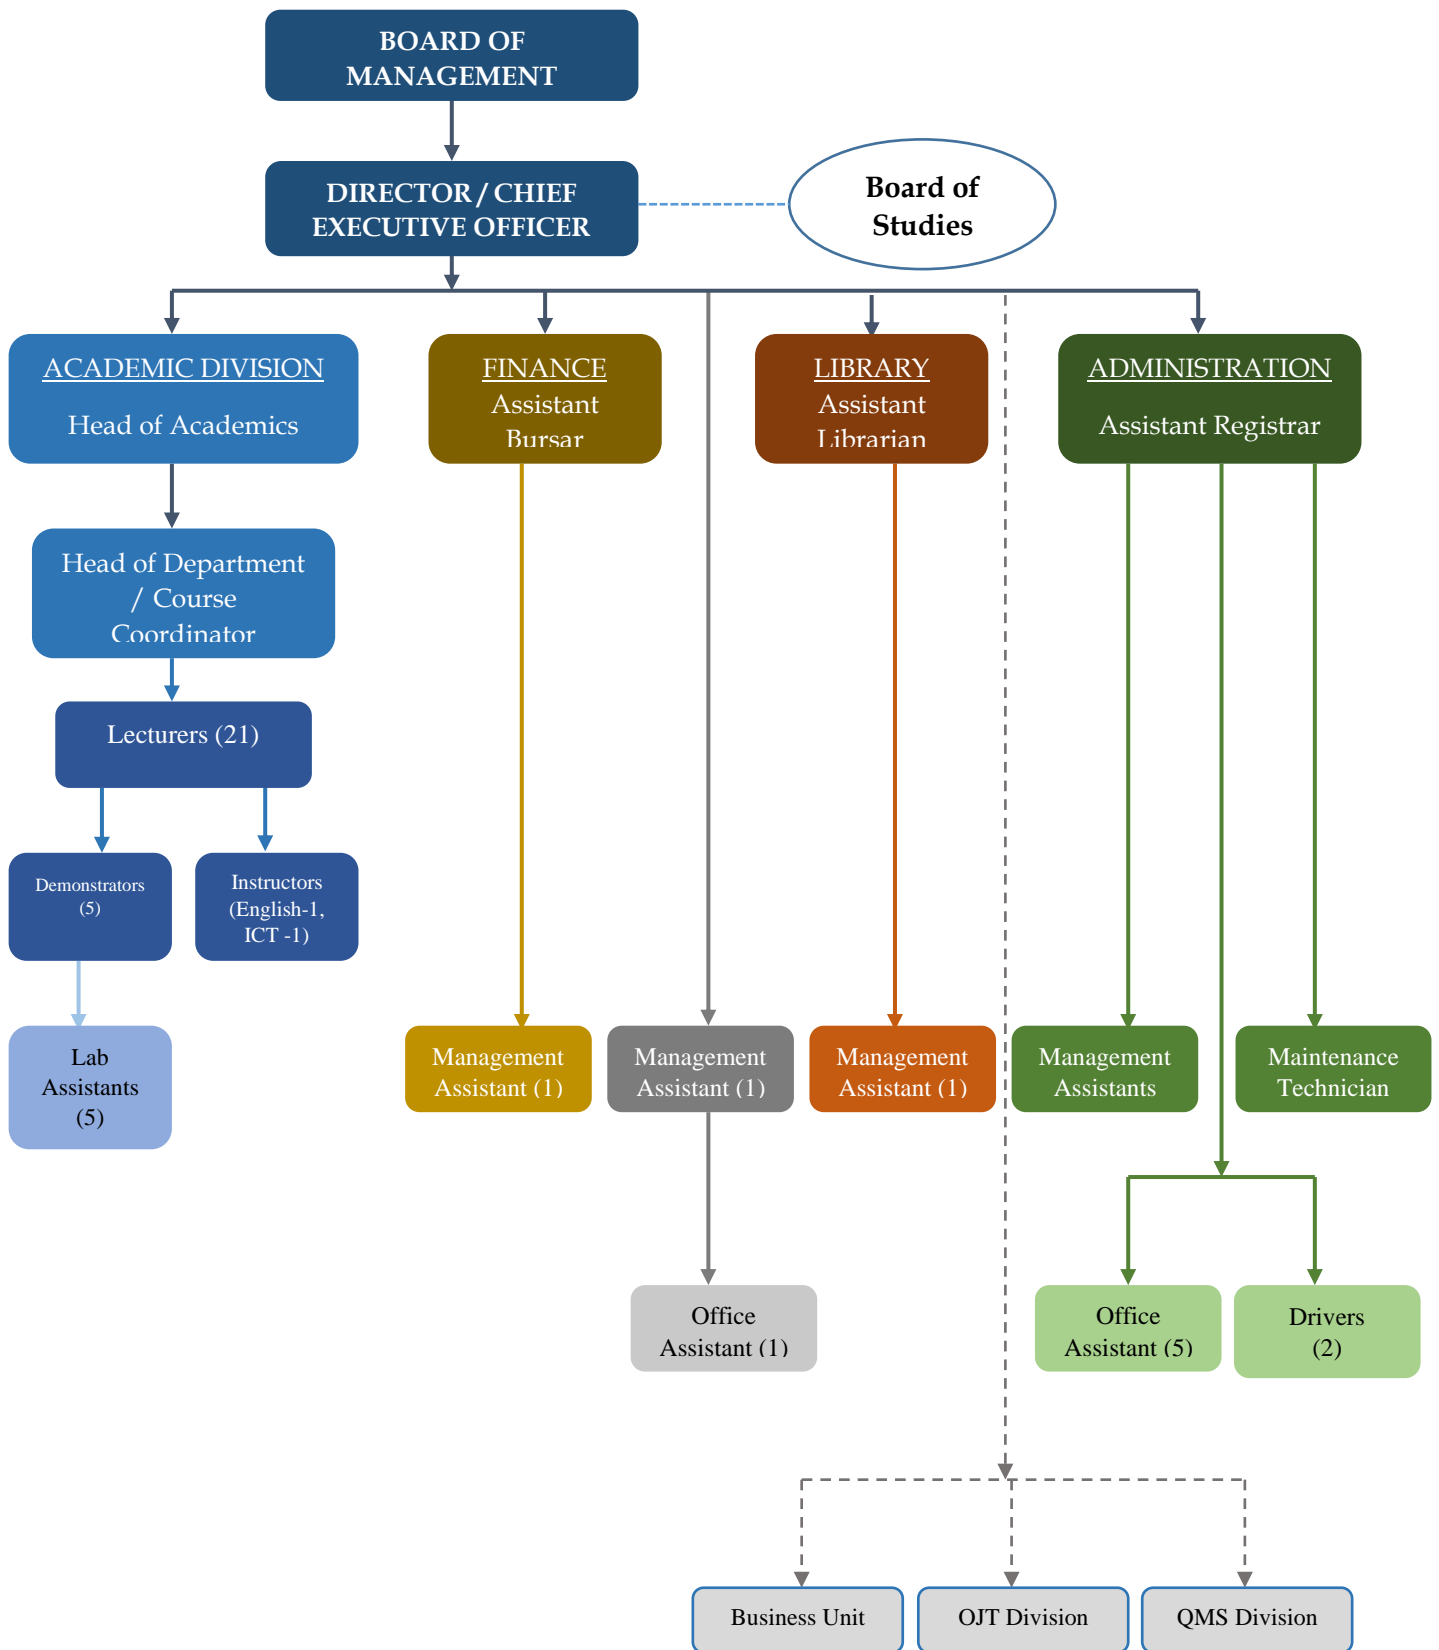 BOARD OF
MANAGEMENT
DIRECTOR / CHIEF
EXECUTIVE OFFICER
Board of
Studies
ACADEMIC DIVISION
Head of Academics
FINANCE
Assistant
Bursar
LIBRARY
Assistant
Librarian
ADMINISTRATION
Assistant Registrar
Head of Department
/ Course
Coordinator
Lecturers (21)
Demonstrators
(5)
Instructors
(English-1,
ICT -1)
Lab
Assistants
(5)
Management
Assistant (1)
Management
Assistant (1)
Management
Assistant (1)
Management
Assistants
Maintenance
Technician
Office
Assistant (1)
Office
Assistant (5)
Drivers
(2)
Business Unit
OJT Division
QMS Division